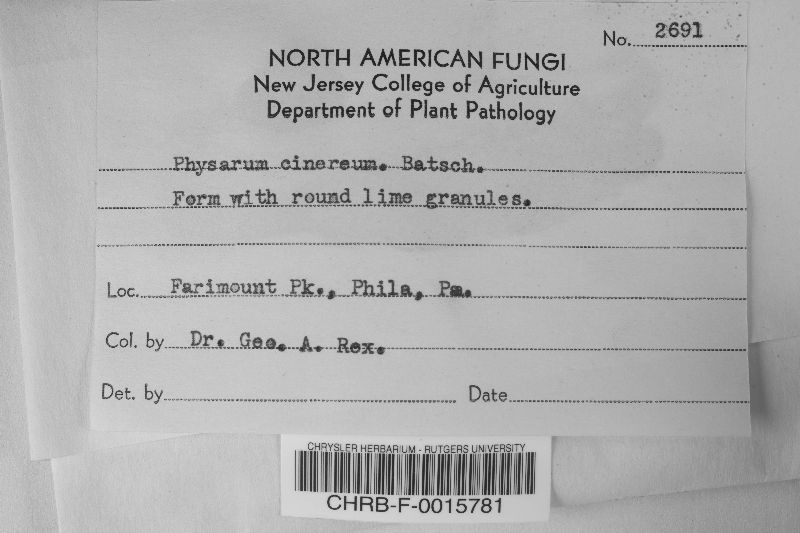 No. 2691
NORTH AMERICAN FUNGI
New Jersey College of Agriculture
Department of Plant Pathology
Physarum cinereum. Batsch.
Form with round lime granules.
Loc. Farimount Pk., Phila, Pa.
Col. by Dr. Geo. A. Rex.
Det. by Date
CHRYSLER HERBARIUM - RUTGERS UNIVERSITY
CHRB-F-0015781